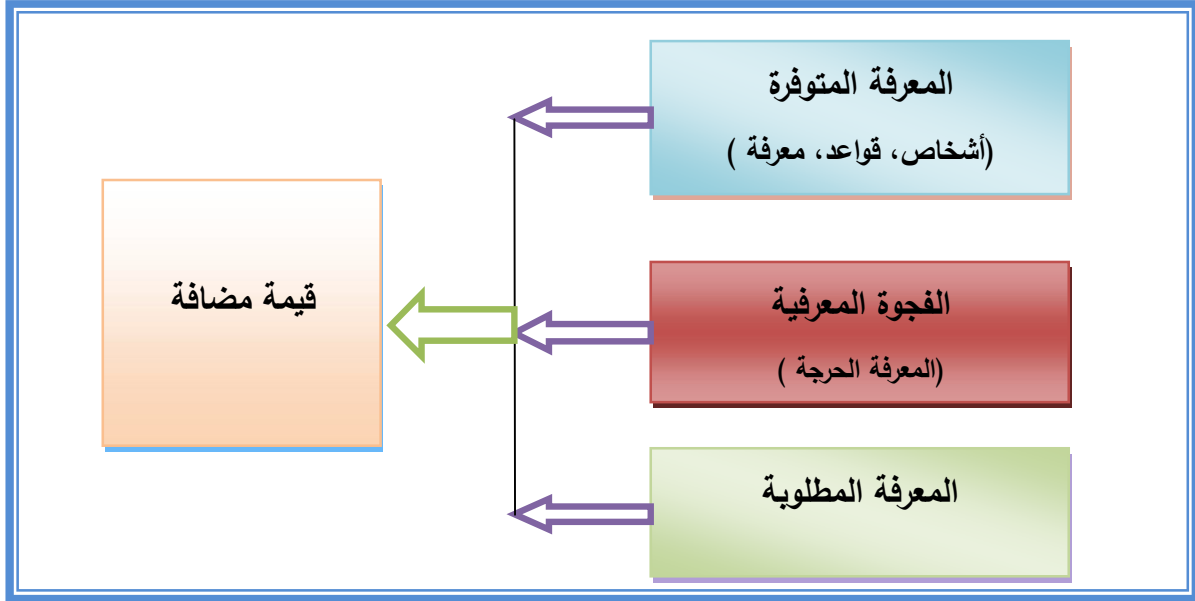 المعرفة المتوفرة
(أشخاص، قواعد، معرفة )
الفجوة المعرفية
(المعرفة الحرجة )
المعرفة المطلوبة
قيمة مضافة